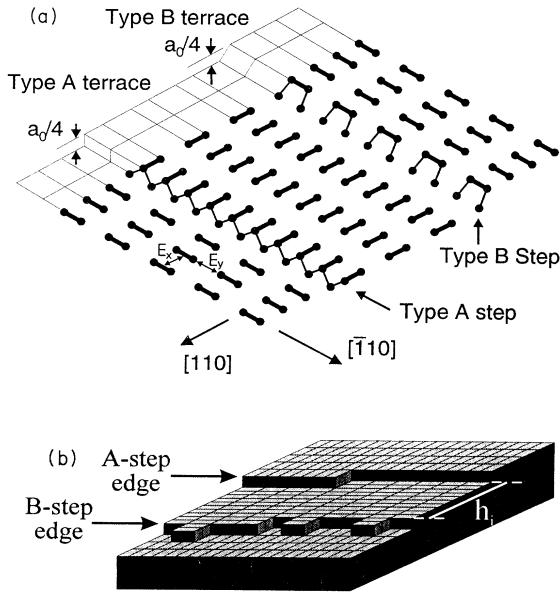 (a)
Type B terrace
a₀/4
Type A terrace
a₀/4
Eₓ
Eᵧ
Type B Step
Type A step
[110]
[1̅10]
(b)
A-step
edge
B-step
edge
hᵢ